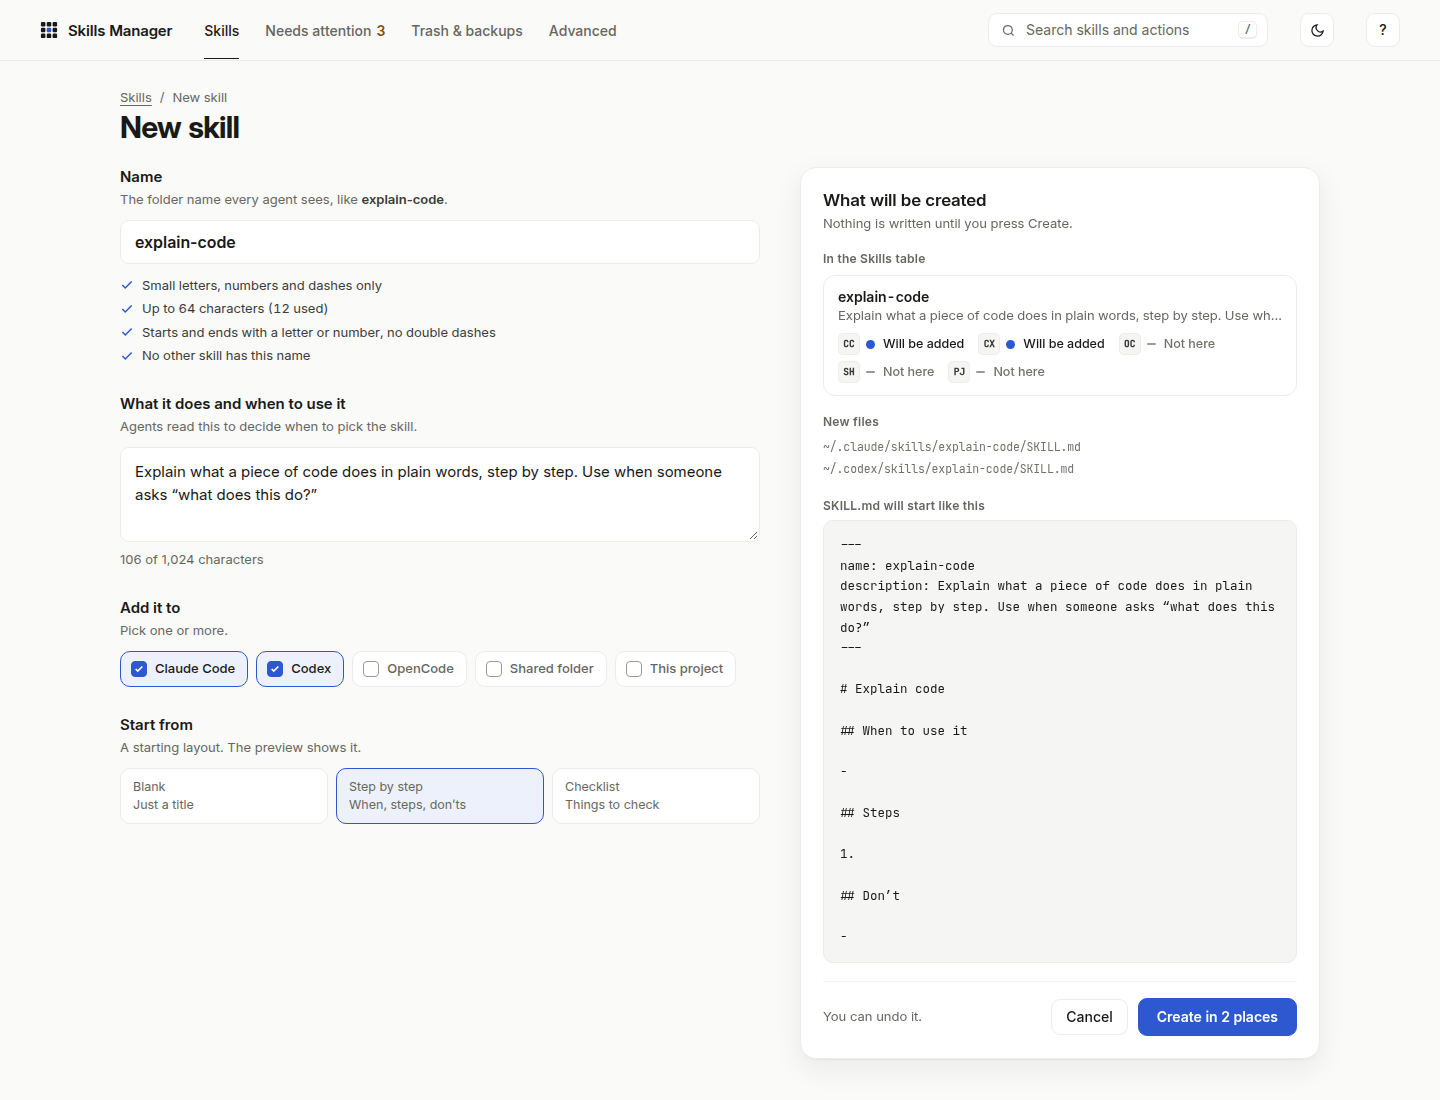 Skills Manager
Skills
Needs attention 3
Trash & backups
Advanced
Search skills and actions
/
?
Skills / New skill
New skill
Name
The folder name every agent sees, like explain-code.
explain-code
Small letters, numbers and dashes only
Up to 64 characters (12 used)
Starts and ends with a letter or number, no double dashes
No other skill has this name
What it does and when to use it
Agents read this to decide when to pick the skill.
Explain what a piece of code does in plain words, step by step. Use when someone
asks “what does this do?”
106 of 1,024 characters
Add it to
Pick one or more.
Claude Code
Codex
OpenCode
Shared folder
This project
Start from
A starting layout. The preview shows it.
Blank
Just a title
Step by step
When, steps, don’ts
Checklist
Things to check
What will be created
Nothing is written until you press Create.
In the Skills table
explain-code
Explain what a piece of code does in plain words, step by step. Use wh...
CC Will be added CX Will be added OC — Not here
SH — Not here PJ — Not here
New files
~/.claude/skills/explain-code/SKILL.md
~/.codex/skills/explain-code/SKILL.md
SKILL.md will start like this
---
name: explain-code
description: Explain what a piece of code does in plain
words, step by step. Use when someone asks “what does this
do?”
---
# Explain code
## When to use it
-
## Steps
1.
## Don’t
-
You can undo it.
Cancel
Create in 2 places